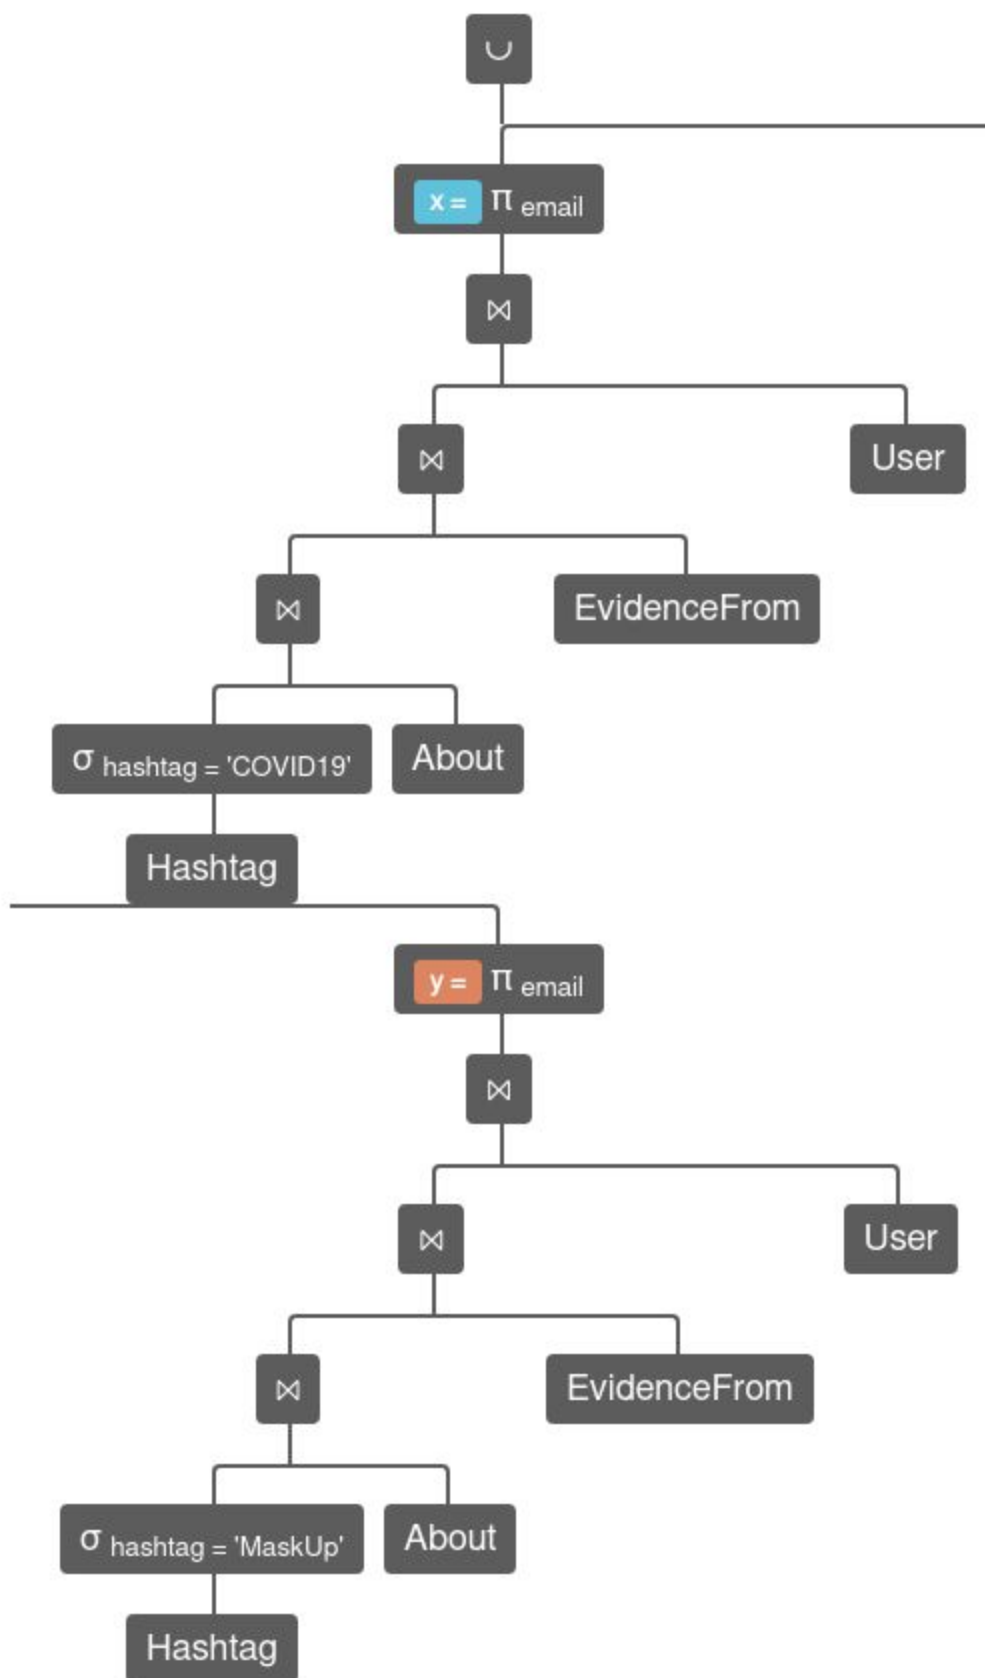 ∪
x = π email
⋈
⋈ User
⋈ EvidenceFrom
σ hashtag = 'COVID19' About
Hashtag
y = π email
⋈
⋈ User
⋈ EvidenceFrom
σ hashtag = 'MaskUp' About
Hashtag